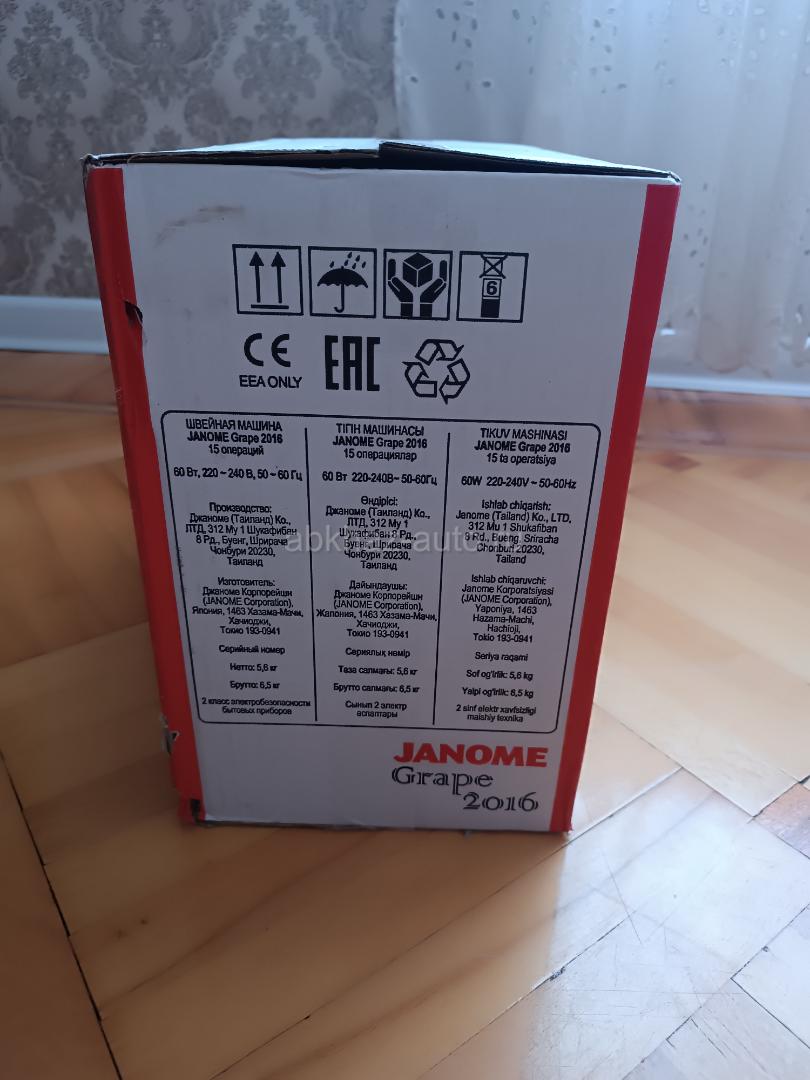 6
CE
EEA ONLY
EAC
ШВЕЙНАЯ МАШИНА
JANOME Grape 2016
15 операций
60 Вт, 220 ~ 240 В, 50 ~ 60 Гц
Производство:
Джаноме (Таиланд) Ко.,
ЛТД, 312 Му 1 Шукафибан
8 Рд., Буенг, Шрирача
Чонбури 20230,
Таиланд
Изготовитель:
Джаноме Корпорейшн
(JANOME Corporation),
Япония, 1463 Хазама-Мачи,
Хачиоджи,
Токио 193-0941
Серийный номер
Нетто: 5,6 кг
Брутто: 6,5 кг
2 класс электробезопасности
бытовых приборов
ТІГІН МАШИНАСЫ
JANOME Grape 2016
15 операциялар
60 Вт 220-240В~ 50-60Гц
Өндірісі:
Джаноме (Таиланд) Ко.,
ЛТД, 312 Му 1
Шукафибан 8 Рд.,
Буенг, Шрирача
Чонбури 20230,
Таиланд
Дайындаушы:
Джаноме Корпорейшн
(JANOME Corporation),
Жапония, 1463 Хазама-Мачи,
Хачиоджи,
Токио 193-0941
Сериялық нөмір
Таза салмағы: 5,6 кг
Брутто салмағы: 6,5 кг
Сынып 2 электр
аспаптары
TIKUV MASHINASI
JANOME Grape 2016
15 ta operatsiya
60W 220-240V ~ 50-60Hz
Ishlab chiqarish:
Janome (Tailand) Ko., LTD,
312 Mu 1 Shukafiban
8 Rd., Bueng, Sriracha
Chonburi 20230,
Tailand
Ishlab chiqaruvchi:
Janome Korporatsiyasi
(JANOME Corporation),
Yaponiya, 1463
Hazama-Machi,
Hachioji,
Tokio 193-0941
Seriya raqami
Sof og'irlik: 5,6 kg
Yalpi og'irlik: 6,5 kg
2 sinf elektr xavfsizligi
maishiy texnika
JANOME
Grape
2016